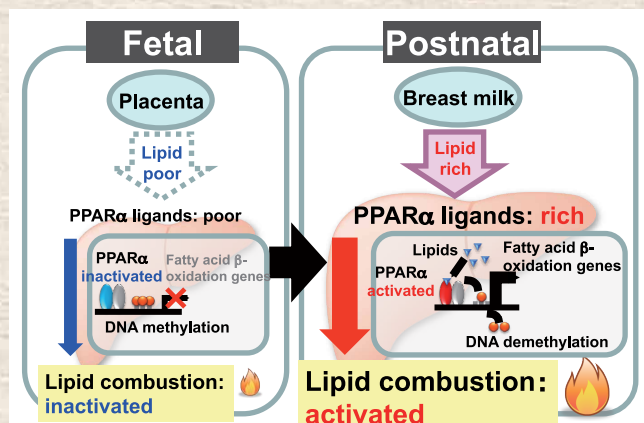 Fetal
Placenta
Lipid
poor
PPARα ligands: poor
PPARα
inactivated
Fatty acid β-
oxidation genes
DNA methylation
Lipid combustion:
inactivated
Postnatal
Breast milk
Lipid
rich
PPARα ligands: rich
Lipids
Fatty acid β-
oxidation genes
PPARα
activated
DNA demethylation
Lipid combustion:
activated